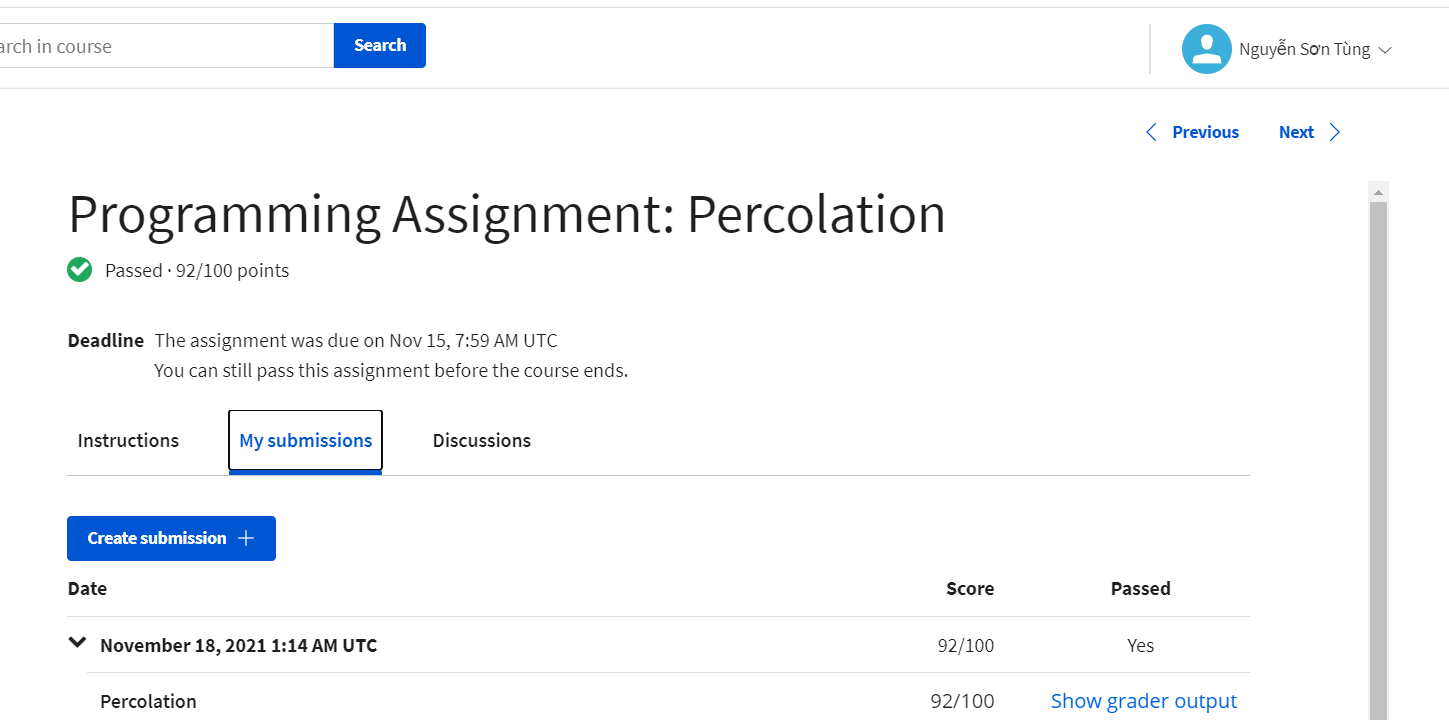 arch in course
Search
Nguyễn Sơn Tùng
Previous
Next
Programming Assignment: Percolation
Passed · 92/100 points
Deadline The assignment was due on Nov 15, 7:59 AM UTC
You can still pass this assignment before the course ends.
Instructions
My submissions
Discussions
Create submission
Date Score Passed
November 18, 2021 1:14 AM UTC 92/100 Yes
Percolation 92/100 Show grader output